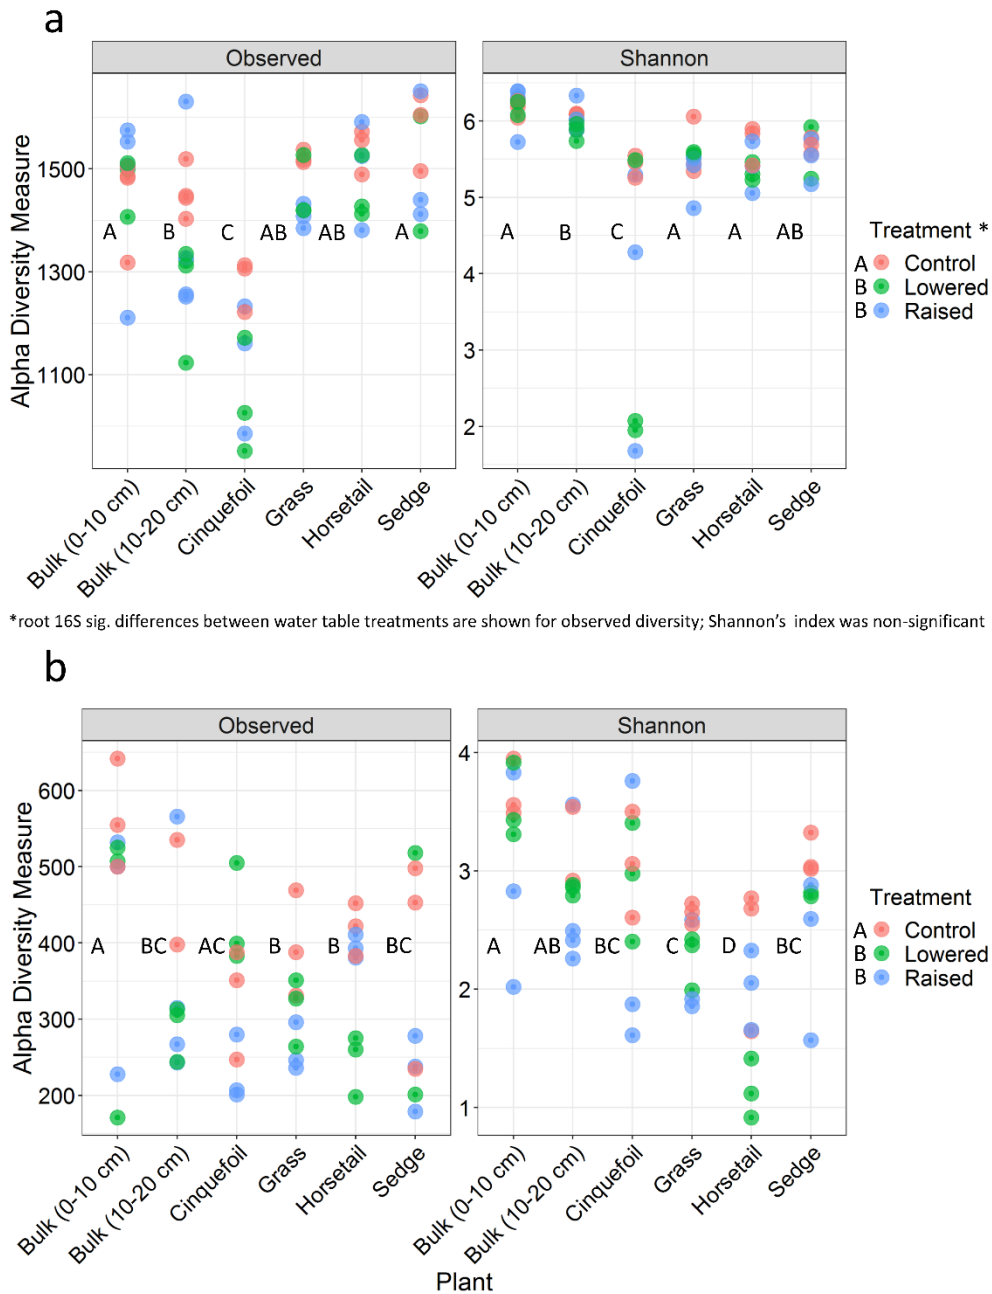 a
Observed
Shannon
Alpha Diversity Measure
1500
1300
1100
A
B
C
AB
AB
A
6
5
4
3
2
A
B
C
A
A
AB
Treatment *
A Control
B Lowered
B Raised
Bulk (0-10 cm)
Bulk (10-20 cm)
Cinquefoil
Grass
Horsetail
Sedge
Bulk (0-10 cm)
Bulk (10-20 cm)
Cinquefoil
Grass
Horsetail
Sedge
*root 16S sig. differences between water table treatments are shown for observed diversity; Shannon's index was non-significant
b
Observed
Shannon
Alpha Diversity Measure
600
500
400
300
200
A
BC
AC
B
B
BC
4
3
2
1
A
AB
BC
C
D
BC
Treatment
A Control
B Lowered
B Raised
Bulk (0-10 cm)
Bulk (10-20 cm)
Cinquefoil
Grass
Horsetail
Sedge
Bulk (0-10 cm)
Bulk (10-20 cm)
Cinquefoil
Grass
Horsetail
Sedge
Plant